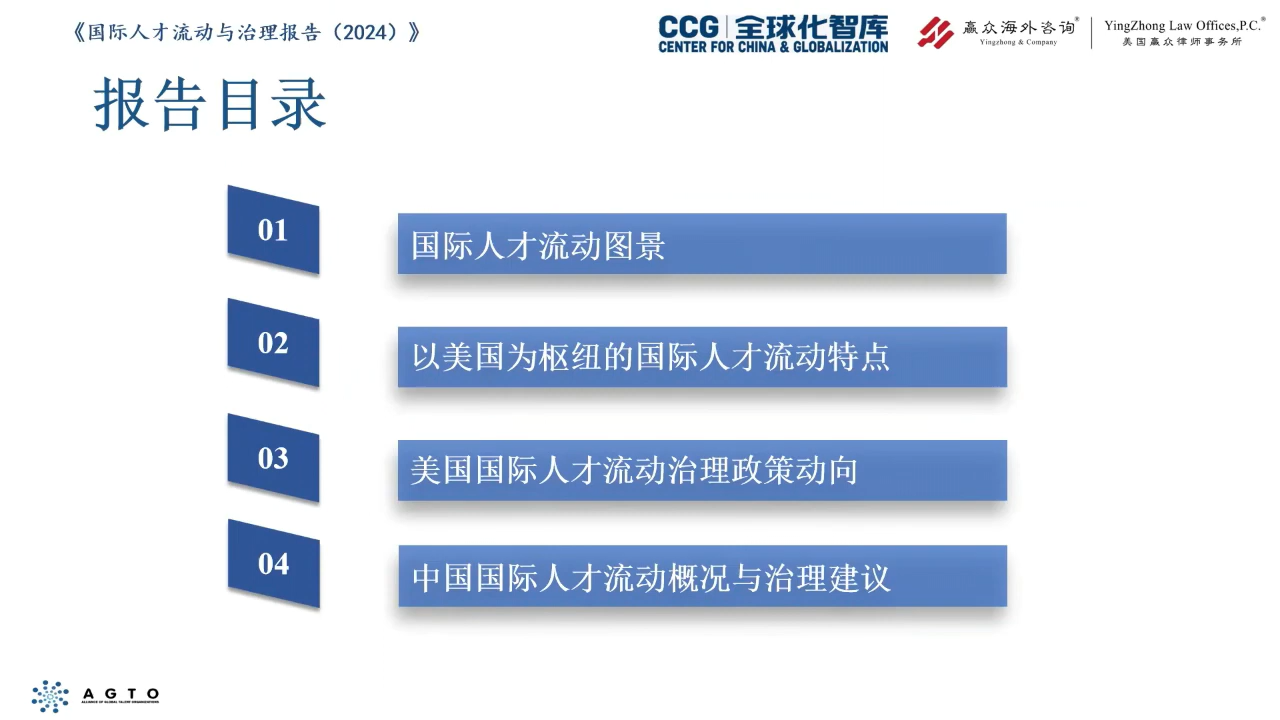 《国际人才流动与治理报告（2024）》
CCG 全球化智库
CENTER FOR CHINA & GLOBALIZATION
赢众海外咨询®
Yingzhong & Company
YingZhong Law Offices,P.C.®
美国赢众律师事务所
报告目录
01
国际人才流动图景
02
以美国为枢纽的国际人才流动特点
03
美国国际人才流动治理政策动向
04
中国国际人才流动概况与治理建议
AGTO
ALLIANCE OF GLOBAL TALENT ORGANIZATIONS